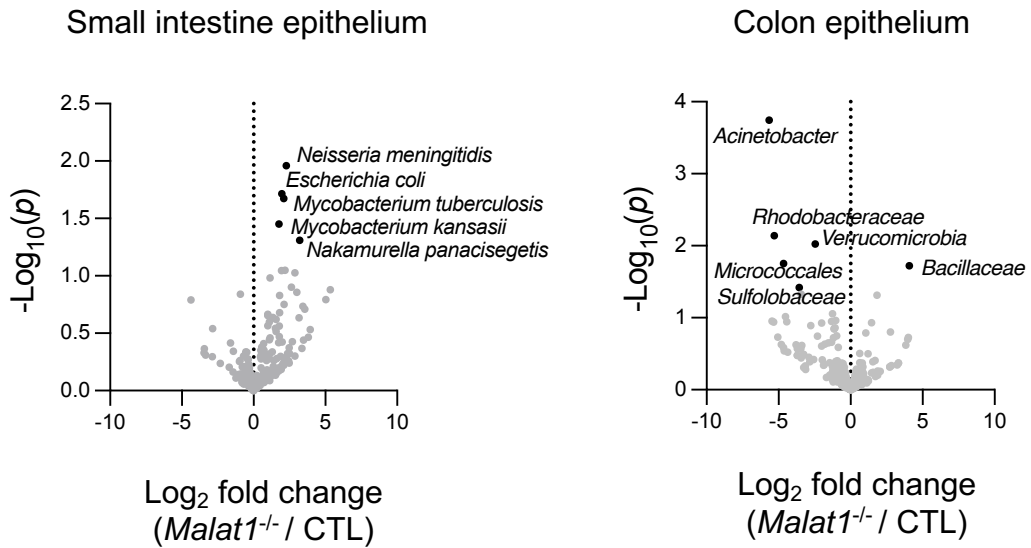 Small intestine epithelium
2.5
2.0
1.5
1.0
0.5
0.0
-Log10(p)
Neisseria meningitidis
Escherichia coli
Mycobacterium tuberculosis
Mycobacterium kansasii
Nakamurella panacisegetis
-10
-5
0
5
10
Log2 fold change
(Malat1-/- / CTL)
Colon epithelium
4
3
2
1
0
-Log10(p)
Acinetobacter
Rhodobacteraceae
Verrucomicrobia
Micrococcales
Bacillaceae
Sulfolobaceae
-10
-5
0
5
10
Log2 fold change
(Malat1-/- / CTL)